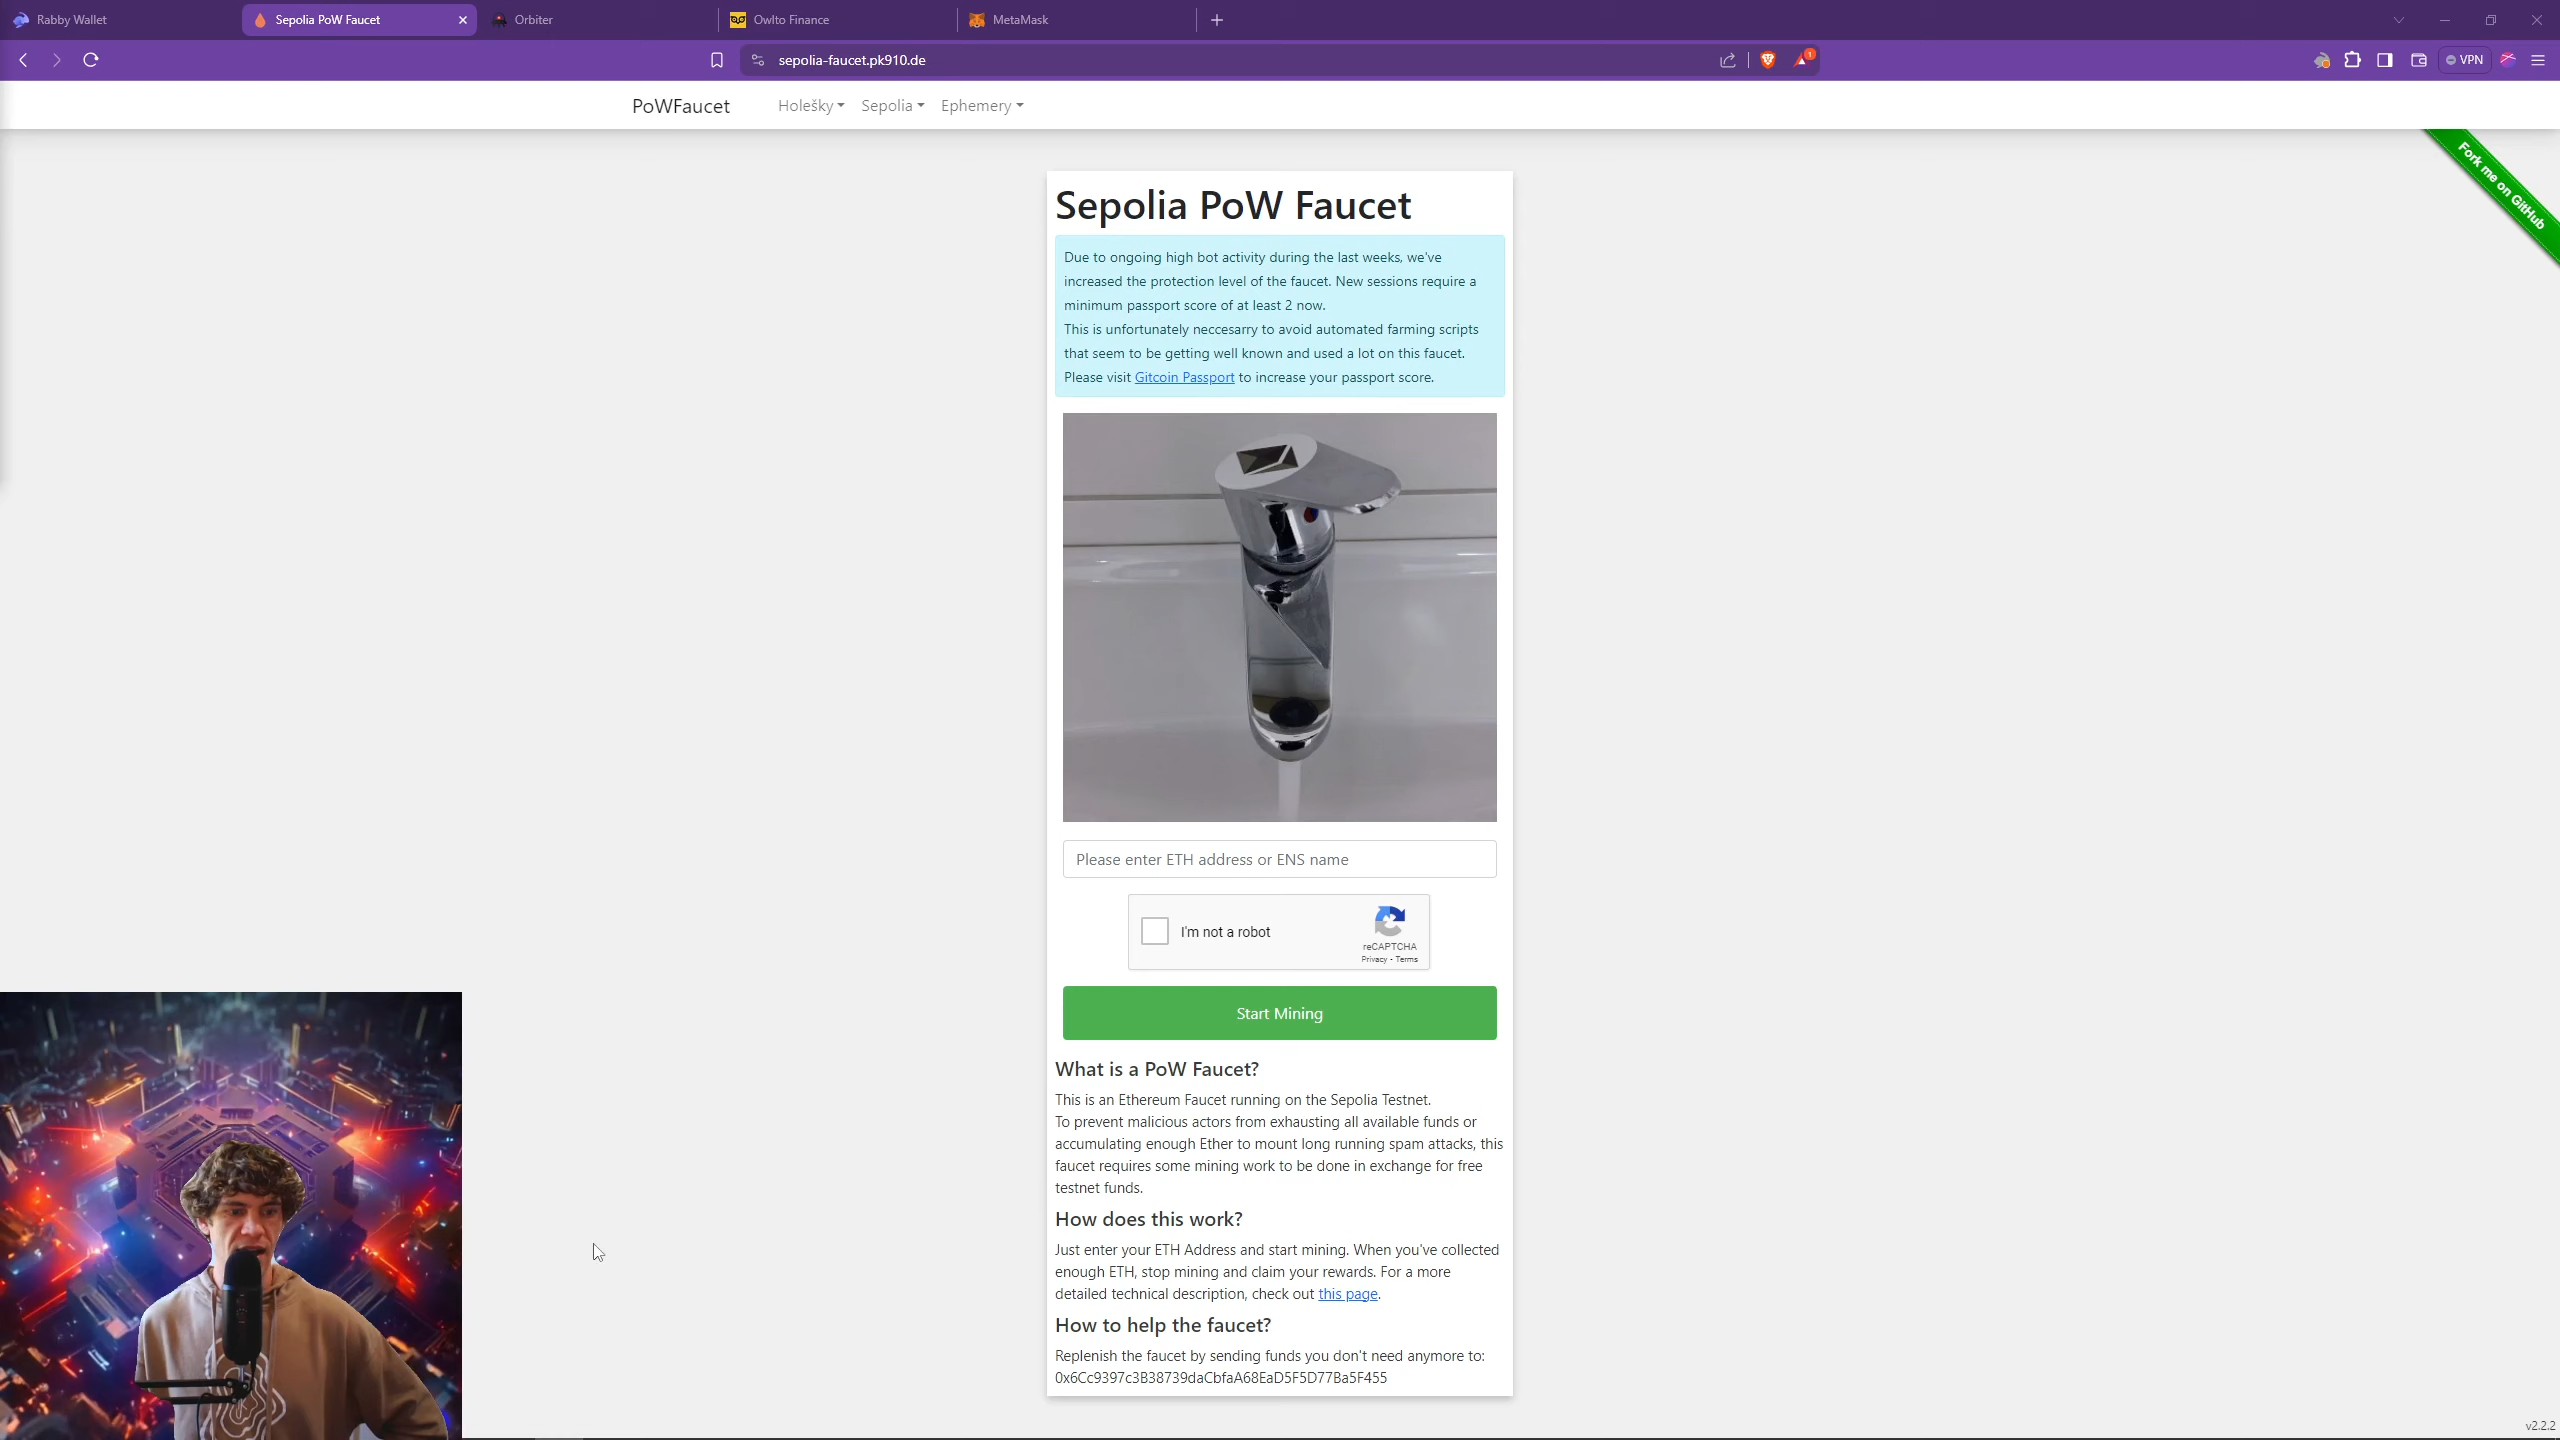 Rabby Wallet
Sepolia PoW Faucet
Orbiter
Owlto Finance
MetaMask
sepolia-faucet.pk910.de
1
VPN
PoWFaucet
Holešky
Sepolia
Ephemery
Fork me on GitHub
Sepolia PoW Faucet
Due to ongoing high bot activity during the last weeks, we've
increased the protection level of the faucet. New sessions require a
minimum passport score of at least 2 now.
This is unfortunately neccesarry to avoid automated farming scripts
that seem to be getting well known and used a lot on this faucet.
Please visit Gitcoin Passport to increase your passport score.
Please enter ETH address or ENS name
I'm not a robot
reCAPTCHA
Privacy - Terms
Start Mining
What is a PoW Faucet?
This is an Ethereum Faucet running on the Sepolia Testnet.
To prevent malicious actors from exhausting all available funds or
accumulating enough Ether to mount long running spam attacks, this
faucet requires some mining work to be done in exchange for free
testnet funds.
How does this work?
Just enter your ETH Address and start mining. When you've collected
enough ETH, stop mining and claim your rewards. For a more
detailed technical description, check out this page.
How to help the faucet?
Replenish the faucet by sending funds you don't need anymore to:
0x6Cc9397c3B38739daCbfaA68EaD5F5D77Ba5F455
v2.2.2